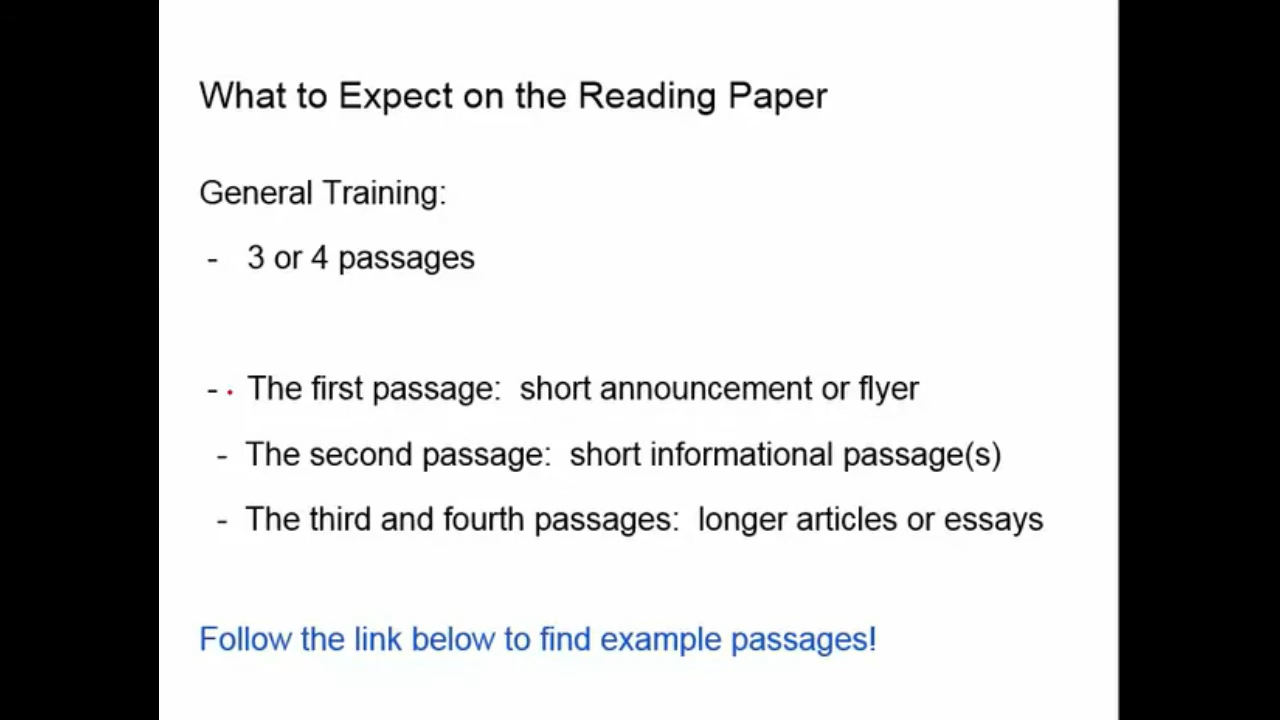 What to Expect on the Reading Paper
General Training:
- 3 or 4 passages
- The first passage: short announcement or flyer
- The second passage: short informational passage(s)
- The third and fourth passages: longer articles or essays
Follow the link below to find example passages!